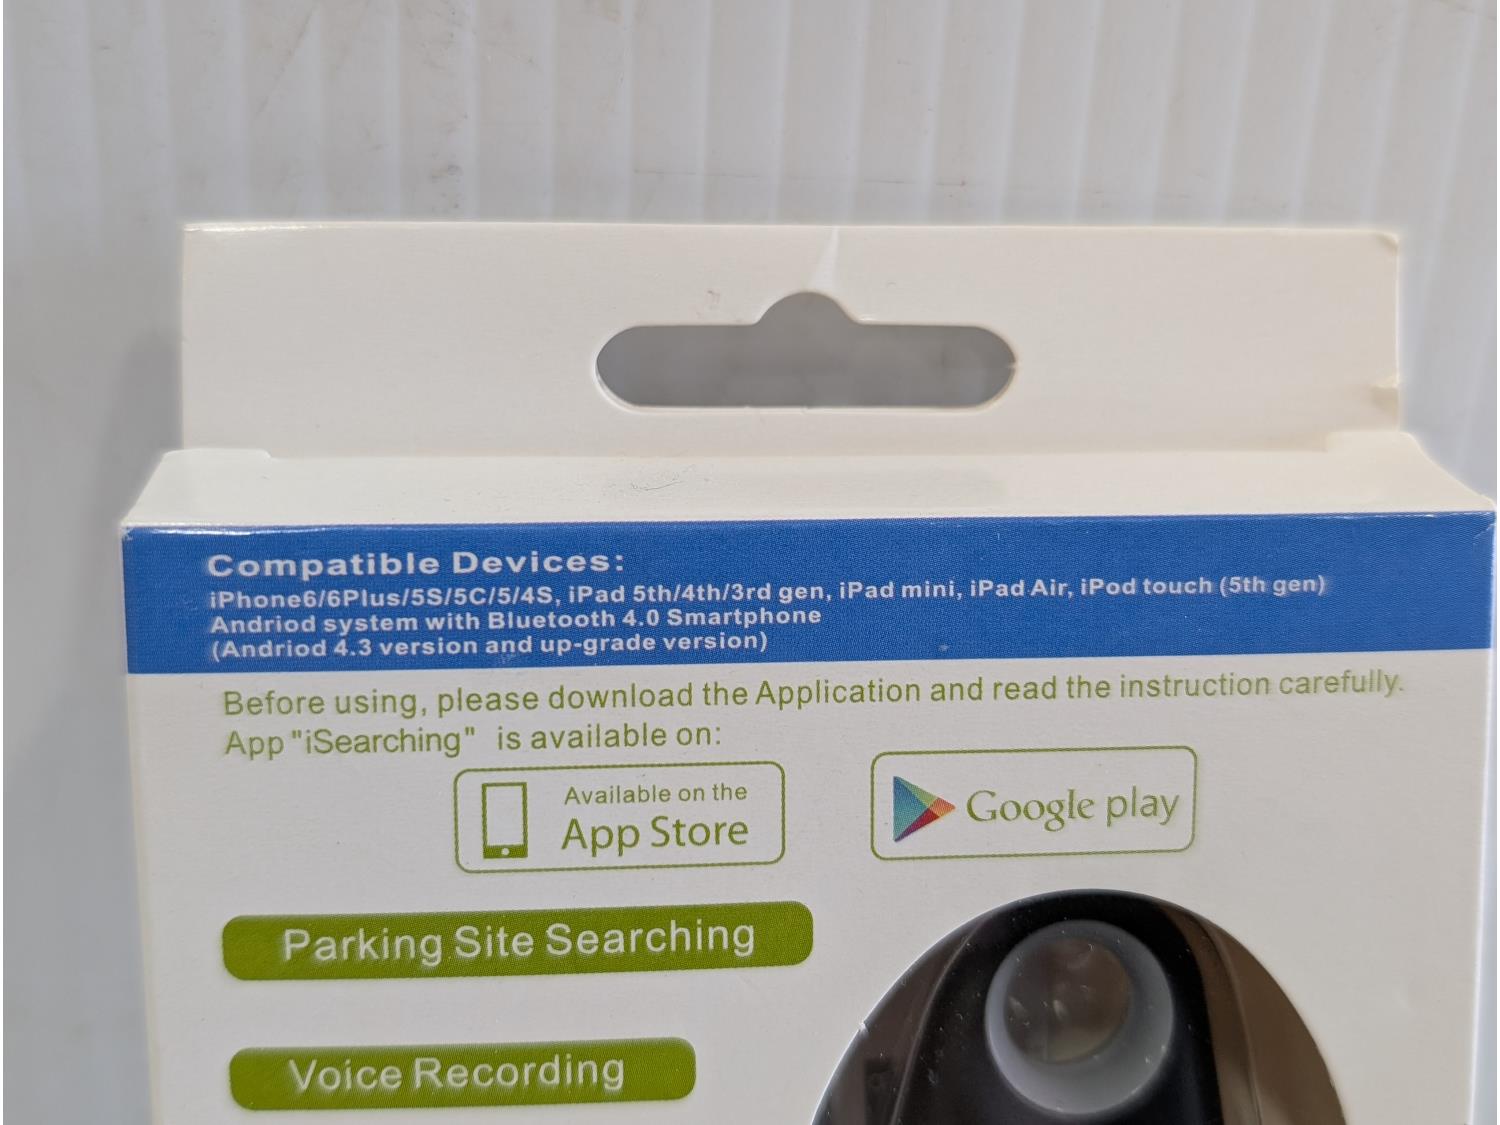 Compatible Devices:
iPhone6/6Plus/5S/5C/5/4S, iPad 5th/4th/3rd gen, iPad mini, iPad Air, iPod touch (5th gen)
Andriod system with Bluetooth 4.0 Smartphone
(Andriod 4.3 version and up-grade version)
Before using, please download the Application and read the instruction carefully.
App "iSearching" is available on:
Available on the
App Store
Google play
Parking Site Searching
Voice Recording